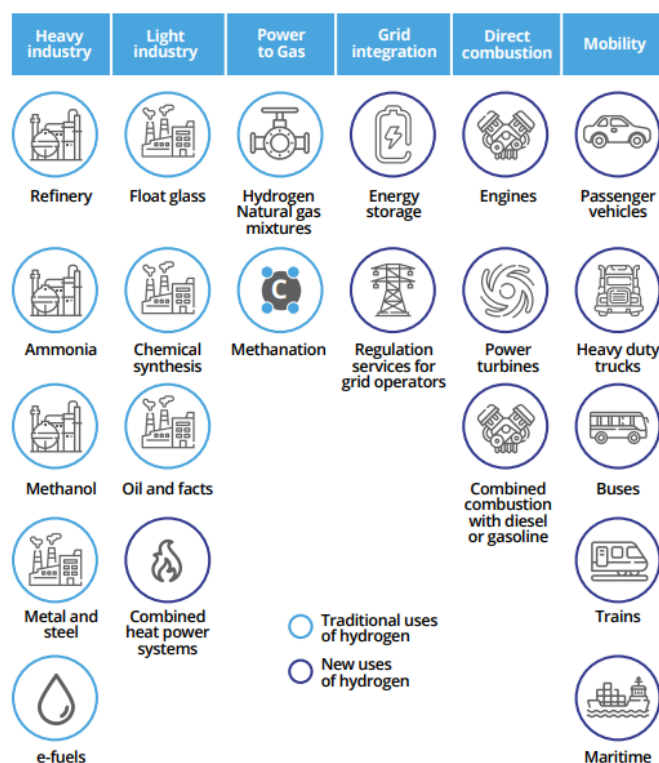 Heavy
industry
Light
industry
Power
to Gas
Grid
integration
Direct
combustion
Mobility
Refinery
Float glass
Hydrogen
Natural gas
mixtures
Energy
storage
Engines
Passenger
vehicles
Ammonia
Chemical
synthesis
C
Methanation
Regulation
services for
grid operators
Power
turbines
Heavy duty
trucks
Methanol
Oil and facts
Combined
combustion
with diesel
or gasoline
Buses
Metal and
steel
Combined
heat power
systems
Trains
Traditional uses
of hydrogen
New uses
of hydrogen
e-fuels
Maritime